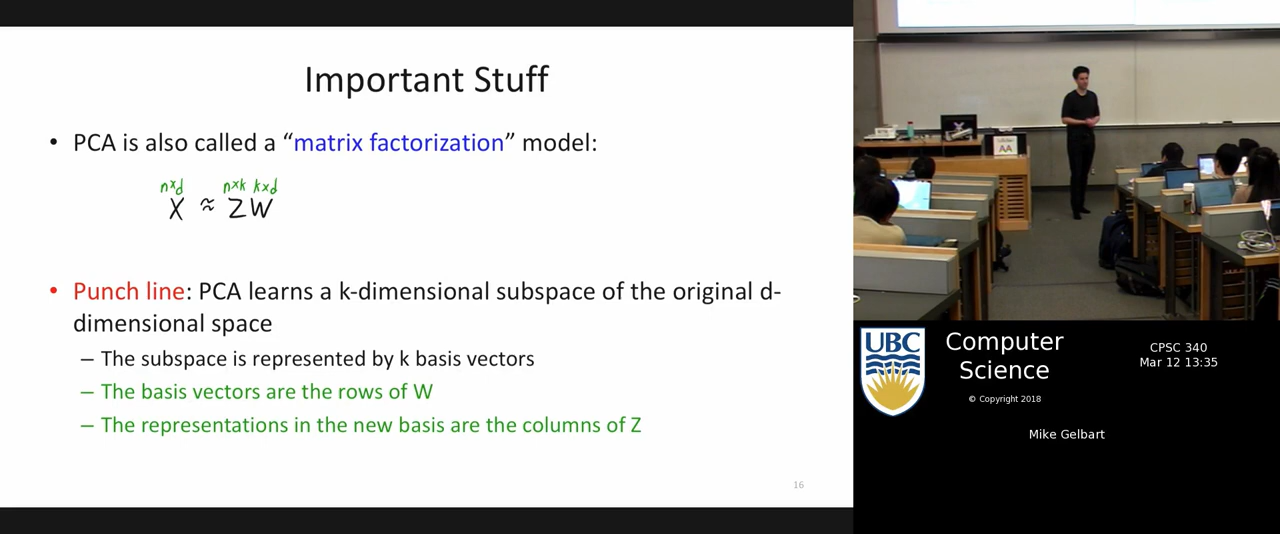 Important Stuff
• PCA is also called a “matrix factorization” model:
n×d n×k k×d
X ≈ ZW
• Punch line: PCA learns a k-dimensional subspace of the original d-
dimensional space
– The subspace is represented by k basis vectors
– The basis vectors are the rows of W
– The representations in the new basis are the columns of Z
16
AA
UBC
Computer
Science
© Copyright 2018
CPSC 340
Mar 12 13:35
Mike Gelbart